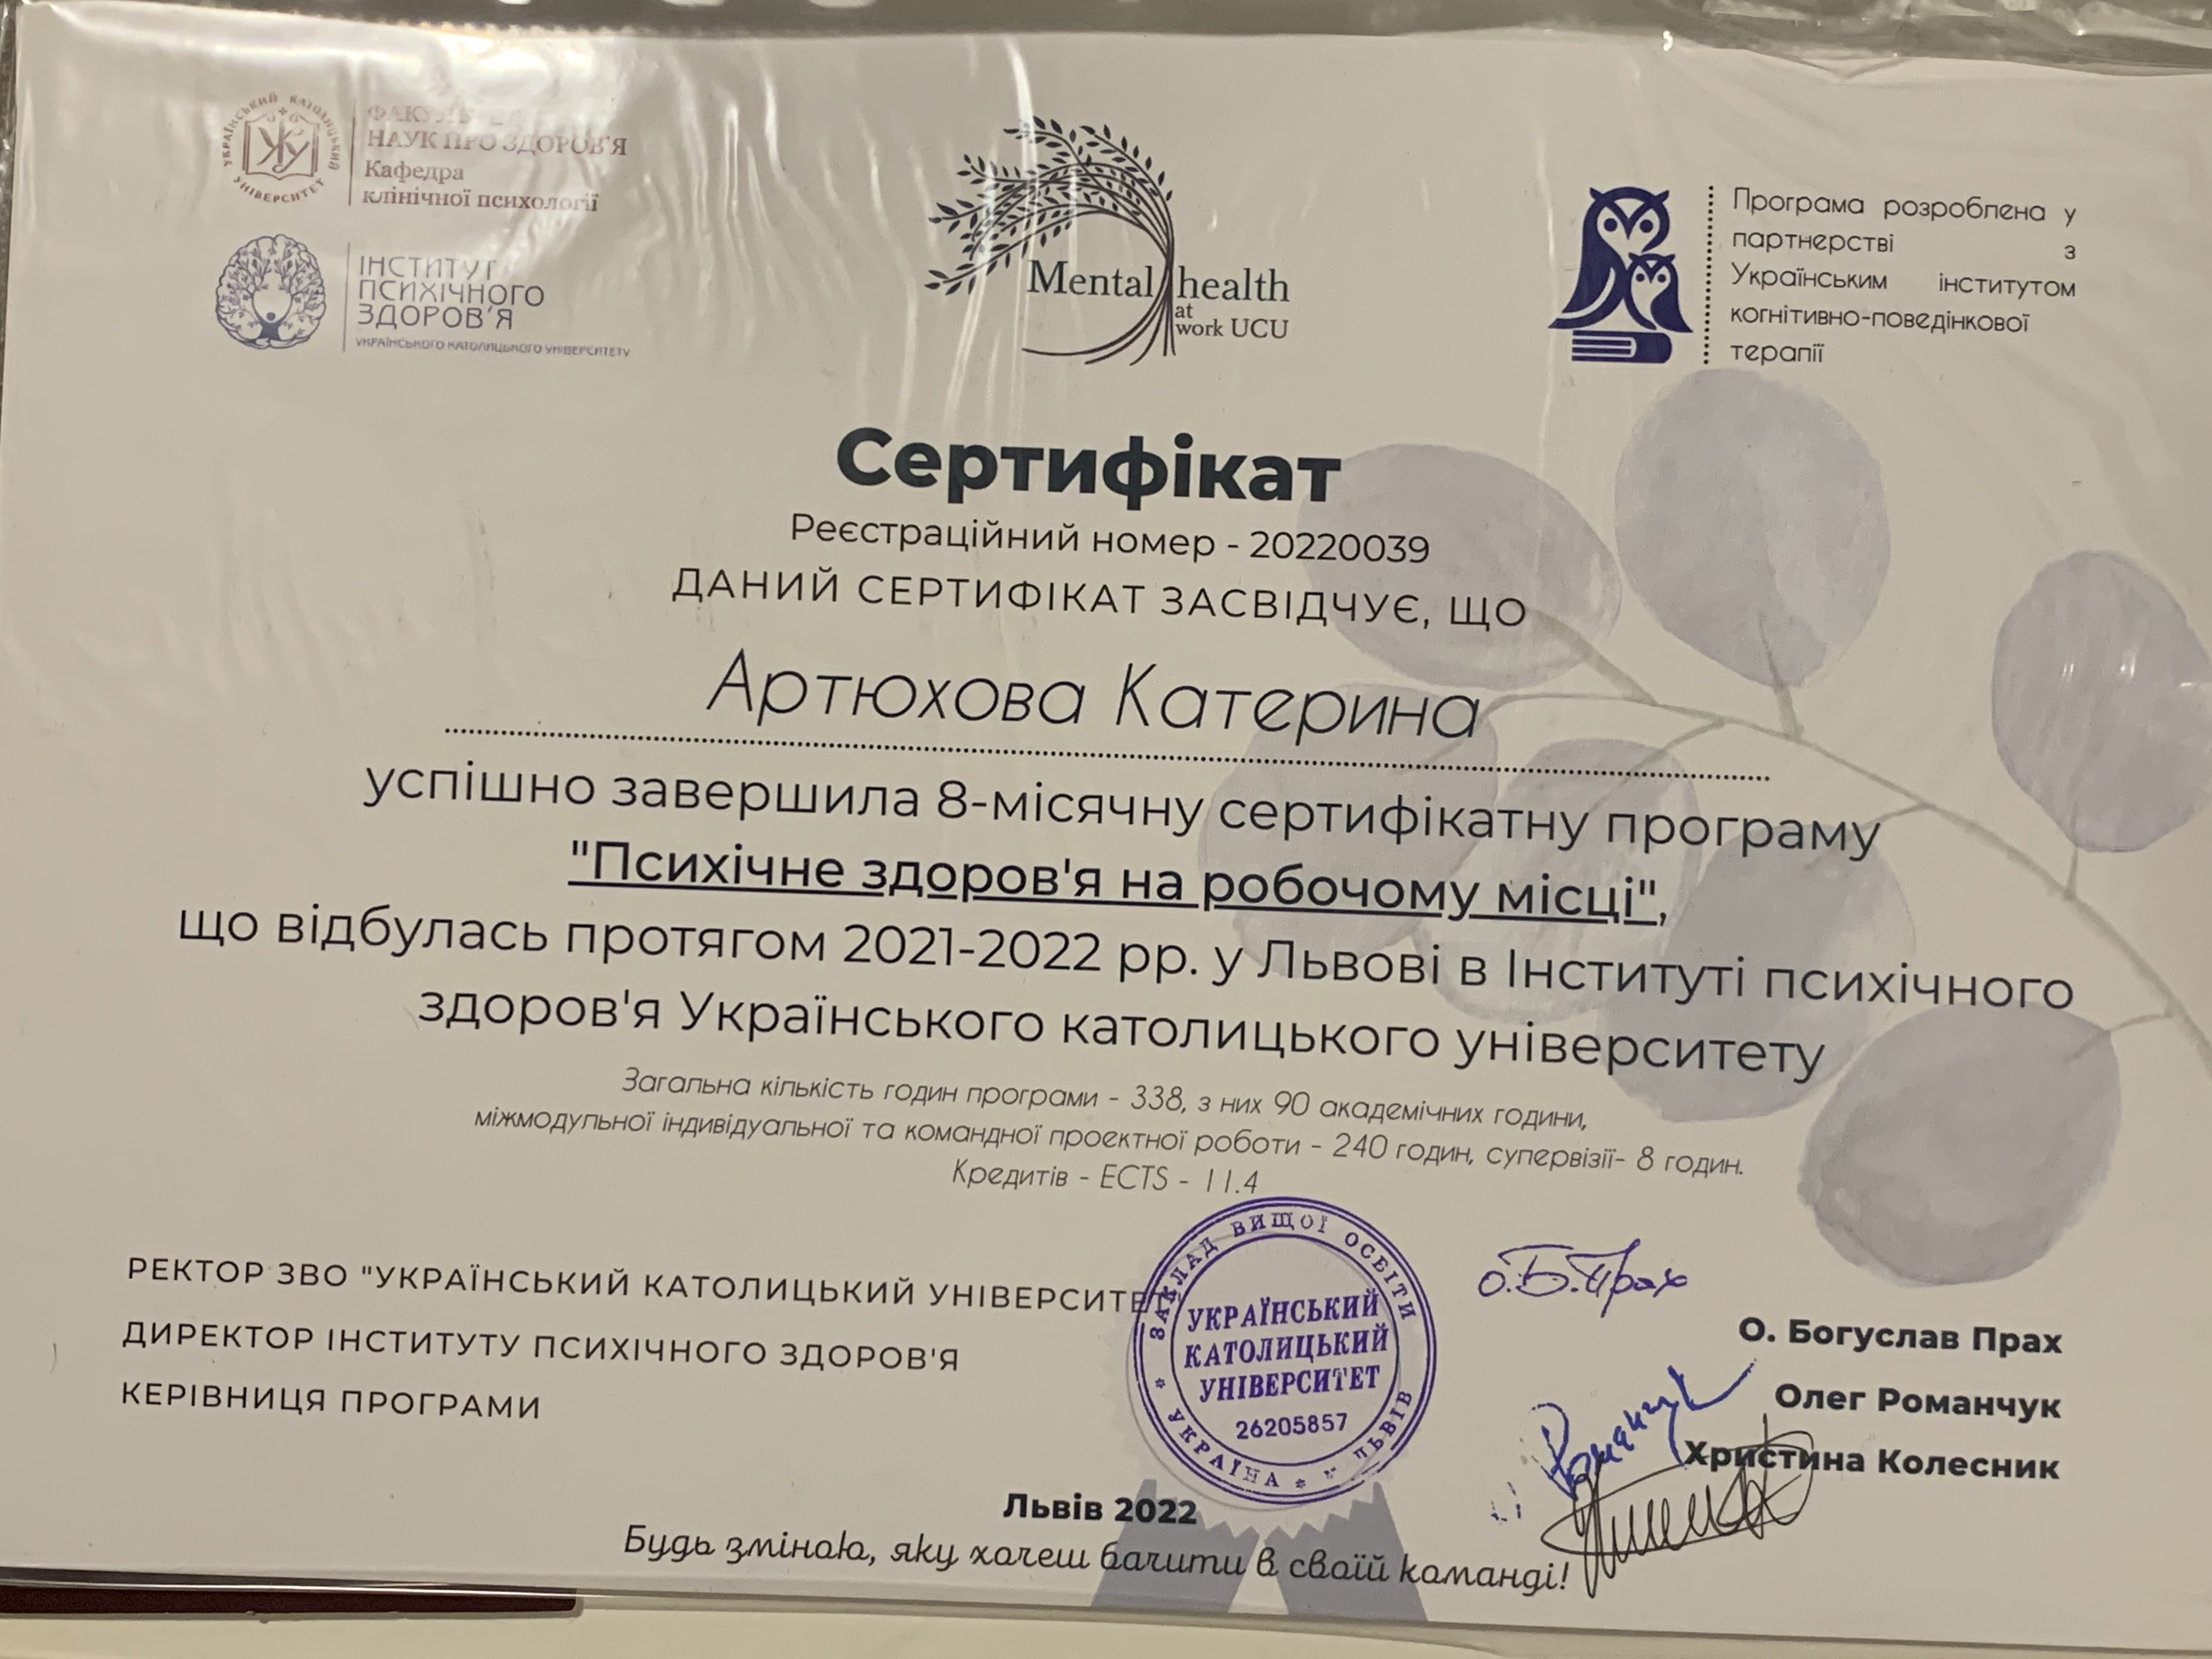 УКРАЇНСЬКИЙ КАТОЛИЦЬКИЙ УНІВЕРСИТЕТ
НАУК ПРО ЗДОРОВ'Я
Кафедра
клінічної психології
ІНСТИТУТ
ПСИХІЧНОГО
ЗДОРОВ'Я
УКРАЇНСЬКОГО КАТОЛИЦЬКОГО УНІВЕРСИТЕТУ
Mental health
at
work UCU
Програма розроблена у
партнерстві з
Українським інститутом
когнітивно-поведінкової
терапії
Сертифікат
Реєстраційний номер - 20220039
ДАНИЙ СЕРТИФІКАТ ЗАСВІДЧУЄ, ЩО
Артюхова Катерина
успішно завершила 8-місячну сертифікатну програму
"Психічне здоров'я на робочому місці",
що відбулась протягом 2021-2022 рр. у Львові в Інституті психічного
здоров'я Українського католицького університету
Загальна кількість годин програми - 338, з них 90 академічних години,
міжмодульної індивідуальної та командної проектної роботи - 240 годин, супервізії- 8 годин.
Кредитів - ECTS - 11.4
РЕКТОР ЗВО "УКРАЇНСЬКИЙ КАТОЛИЦЬКИЙ УНІВЕРСИТЕТ"
ДИРЕКТОР ІНСТИТУТУ ПСИХІЧНОГО ЗДОРОВ'Я
КЕРІВНИЦЯ ПРОГРАМИ
ЗАКЛАД ВИЩОЇ ОСВІТИ
УКРАЇНСЬКИЙ
КАТОЛИЦЬКИЙ
УНІВЕРСИТЕТ
26205857
* УКРАЇНА * м ЛЬВІВ
о.Б.Прах
О. Богуслав Прах
Романчук
Олег Романчук
Христина Колесник
Львів 2022
Будь зміною, яку хочеш бачити в своїй команді!